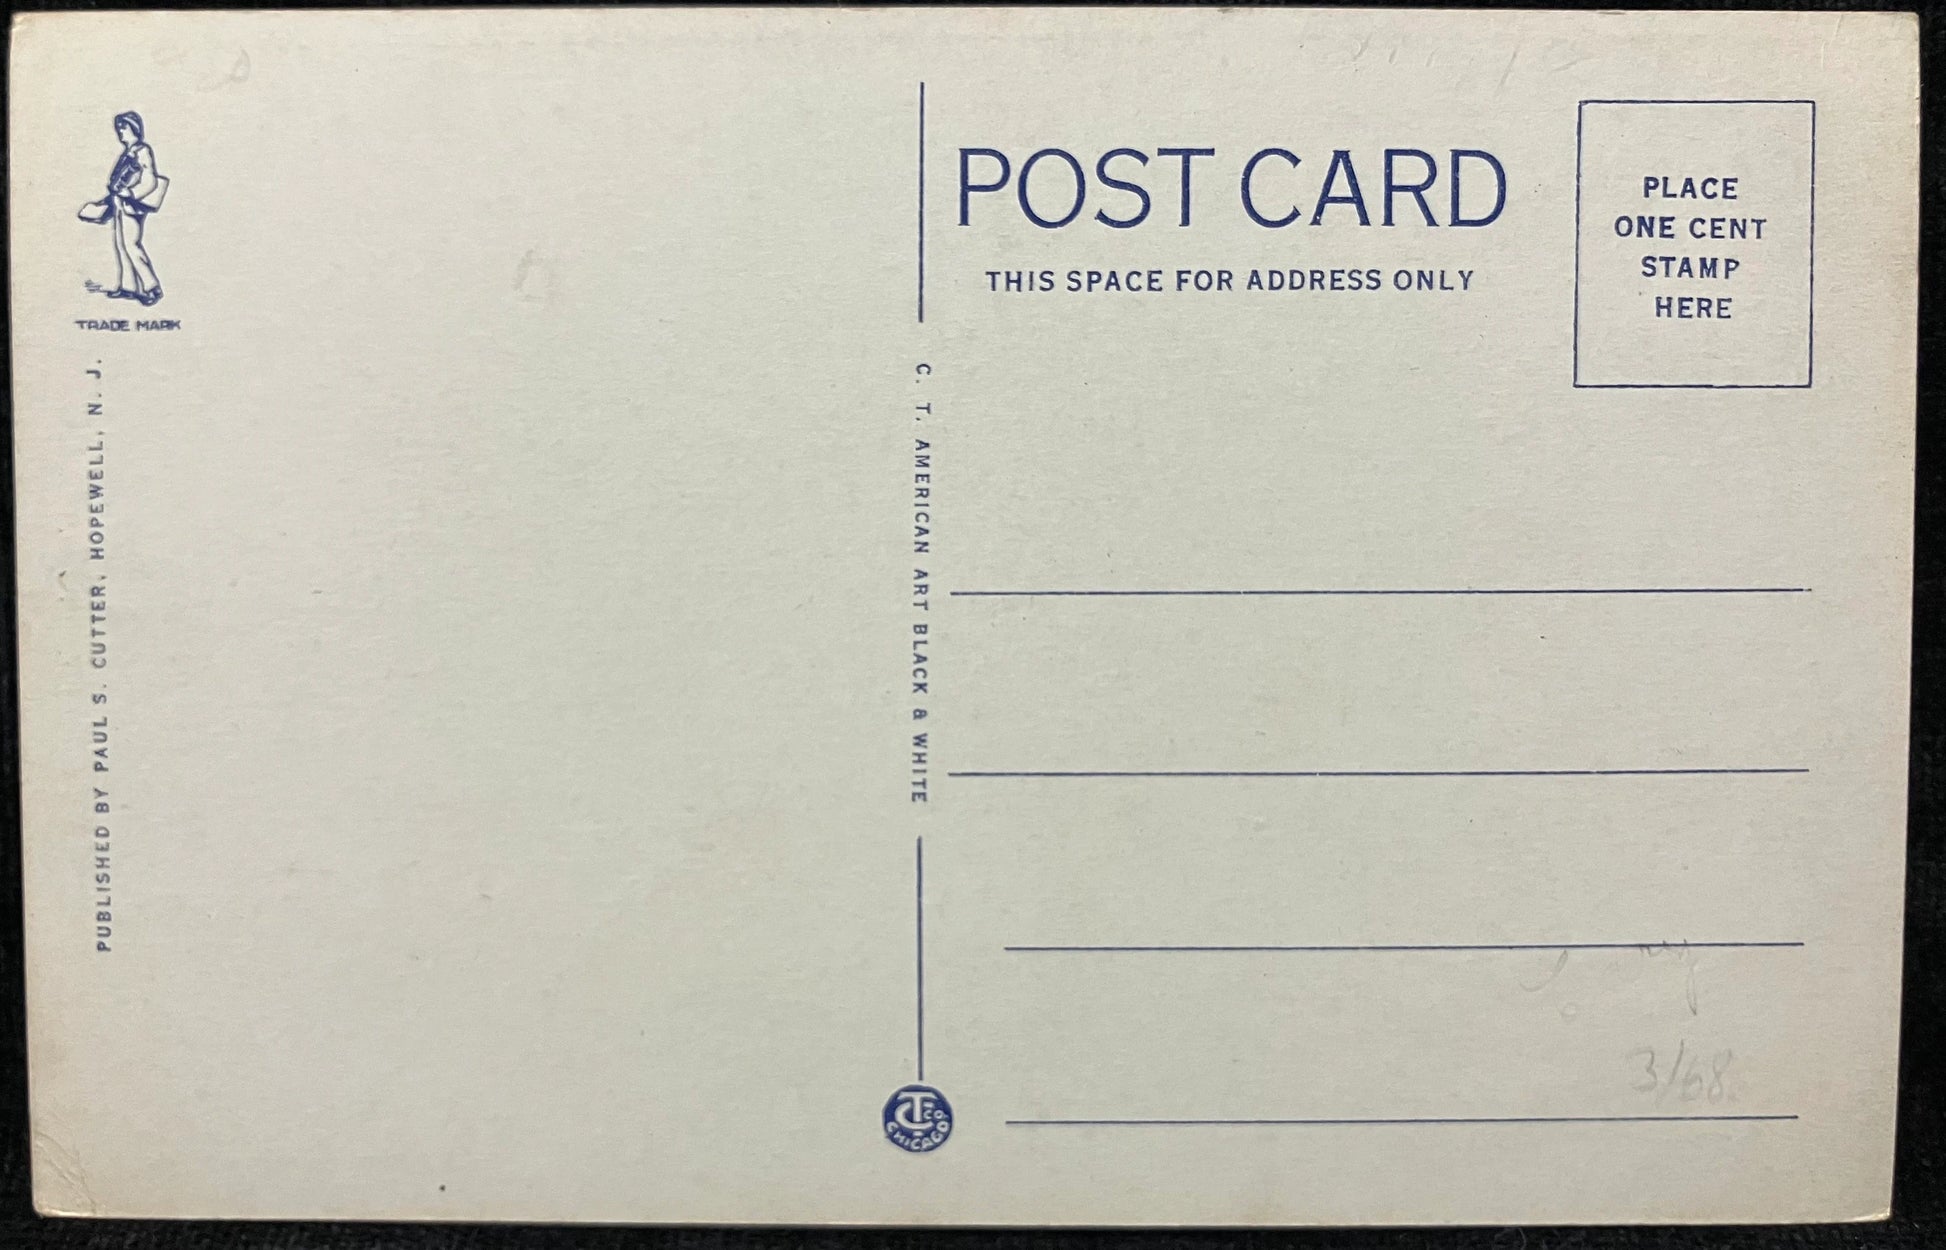 TRADE MARK
PUBLISHED BY PAUL S. CUTTER, HOPEWELL, N. J.
C. T. AMERICAN ART BLACK & WHITE
CHICAGO
POST CARD
THIS SPACE FOR ADDRESS ONLY
PLACE
ONE CENT
STAMP
HERE
3/68